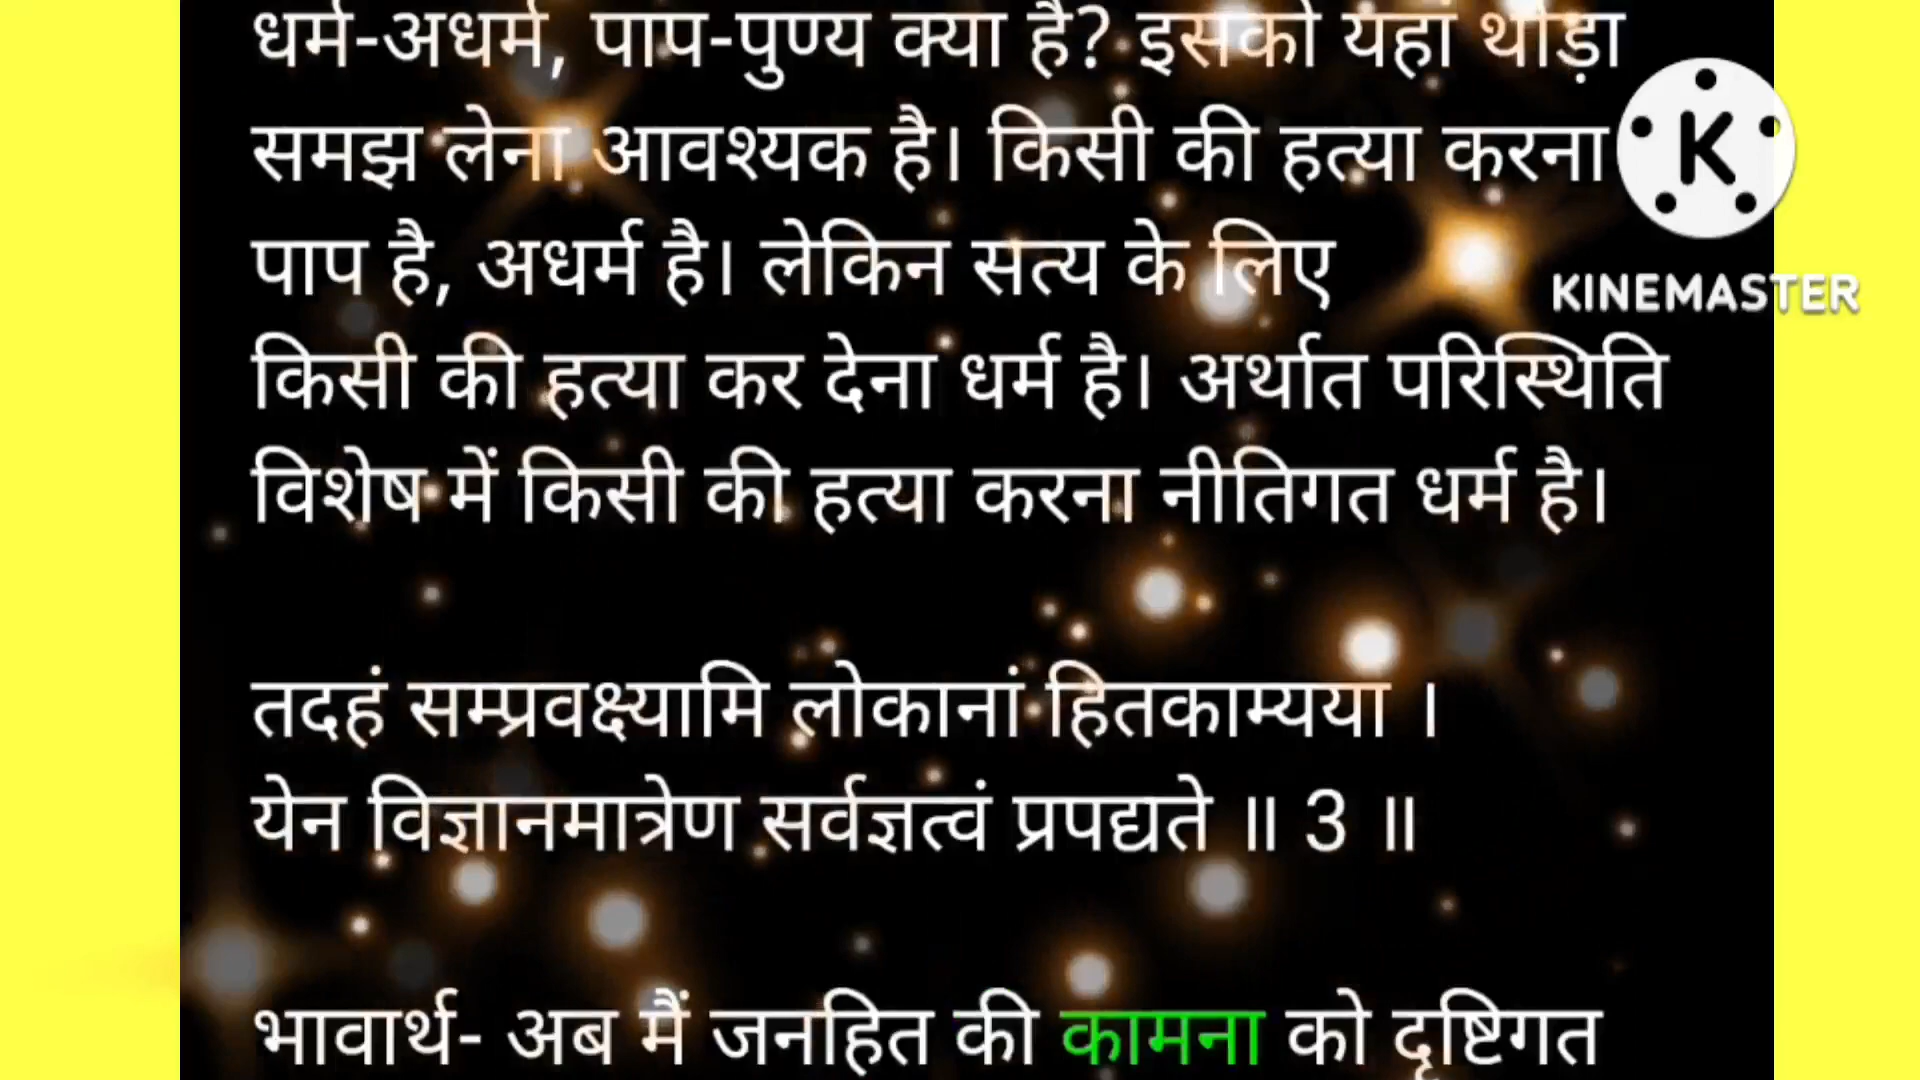 धर्म-अधर्म, पाप-पुण्य क्या है? इसको यहां थोड़ा
समझ लेना आवश्यक है। किसी की हत्या करना
पाप है, अधर्म है। लेकिन सत्य के लिए
किसी की हत्या कर देना धर्म है। अर्थात परिस्थिति
विशेष में किसी की हत्या करना नीतिगत धर्म है।
तदहं सम्प्रवक्ष्यामि लोकानां हितकाम्यया ।
येन विज्ञानमात्रेण सर्वज्ञत्वं प्रपद्यते ॥ 3 ॥
भावार्थ- अब मैं जनहित की कामना को दृष्टिगत
K
KINEMASTER